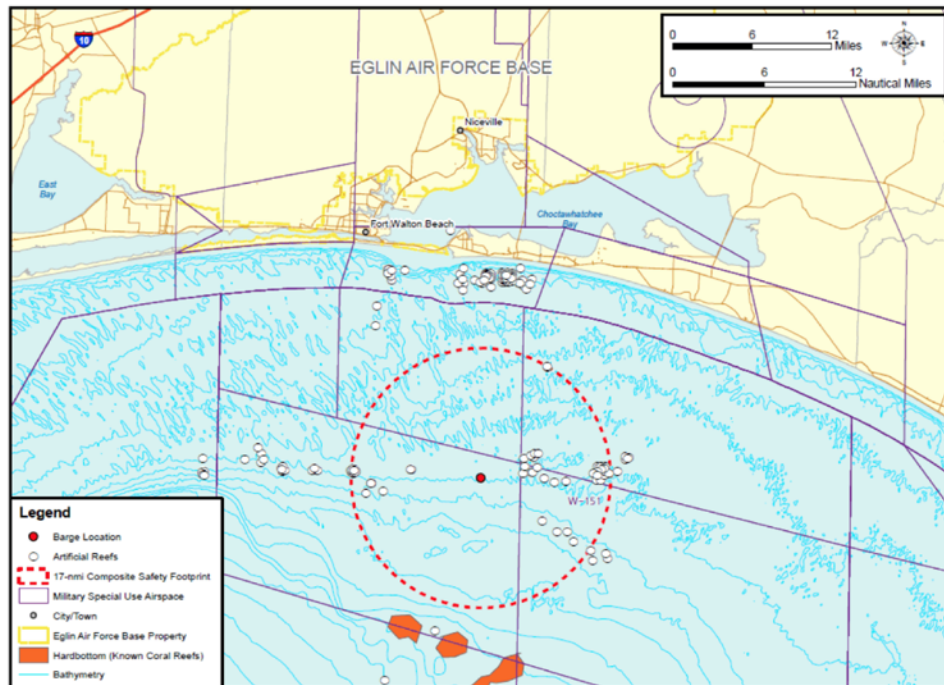 10
0 6 12
Miles
0 6 12
Nautical Miles
N
W E
S
EGLIN AIR FORCE BASE
Niceville
East
Bay
Fort Walton Beach
Choctawhatchee
Bay
W-151
Legend
Barge Location
Artificial Reefs
17-nmi Composite Safety Footprint
Military Special Use Airspace
City/Town
Eglin Air Force Base Property
Hardbottom (Known Coral Reefs)
Bathymetry